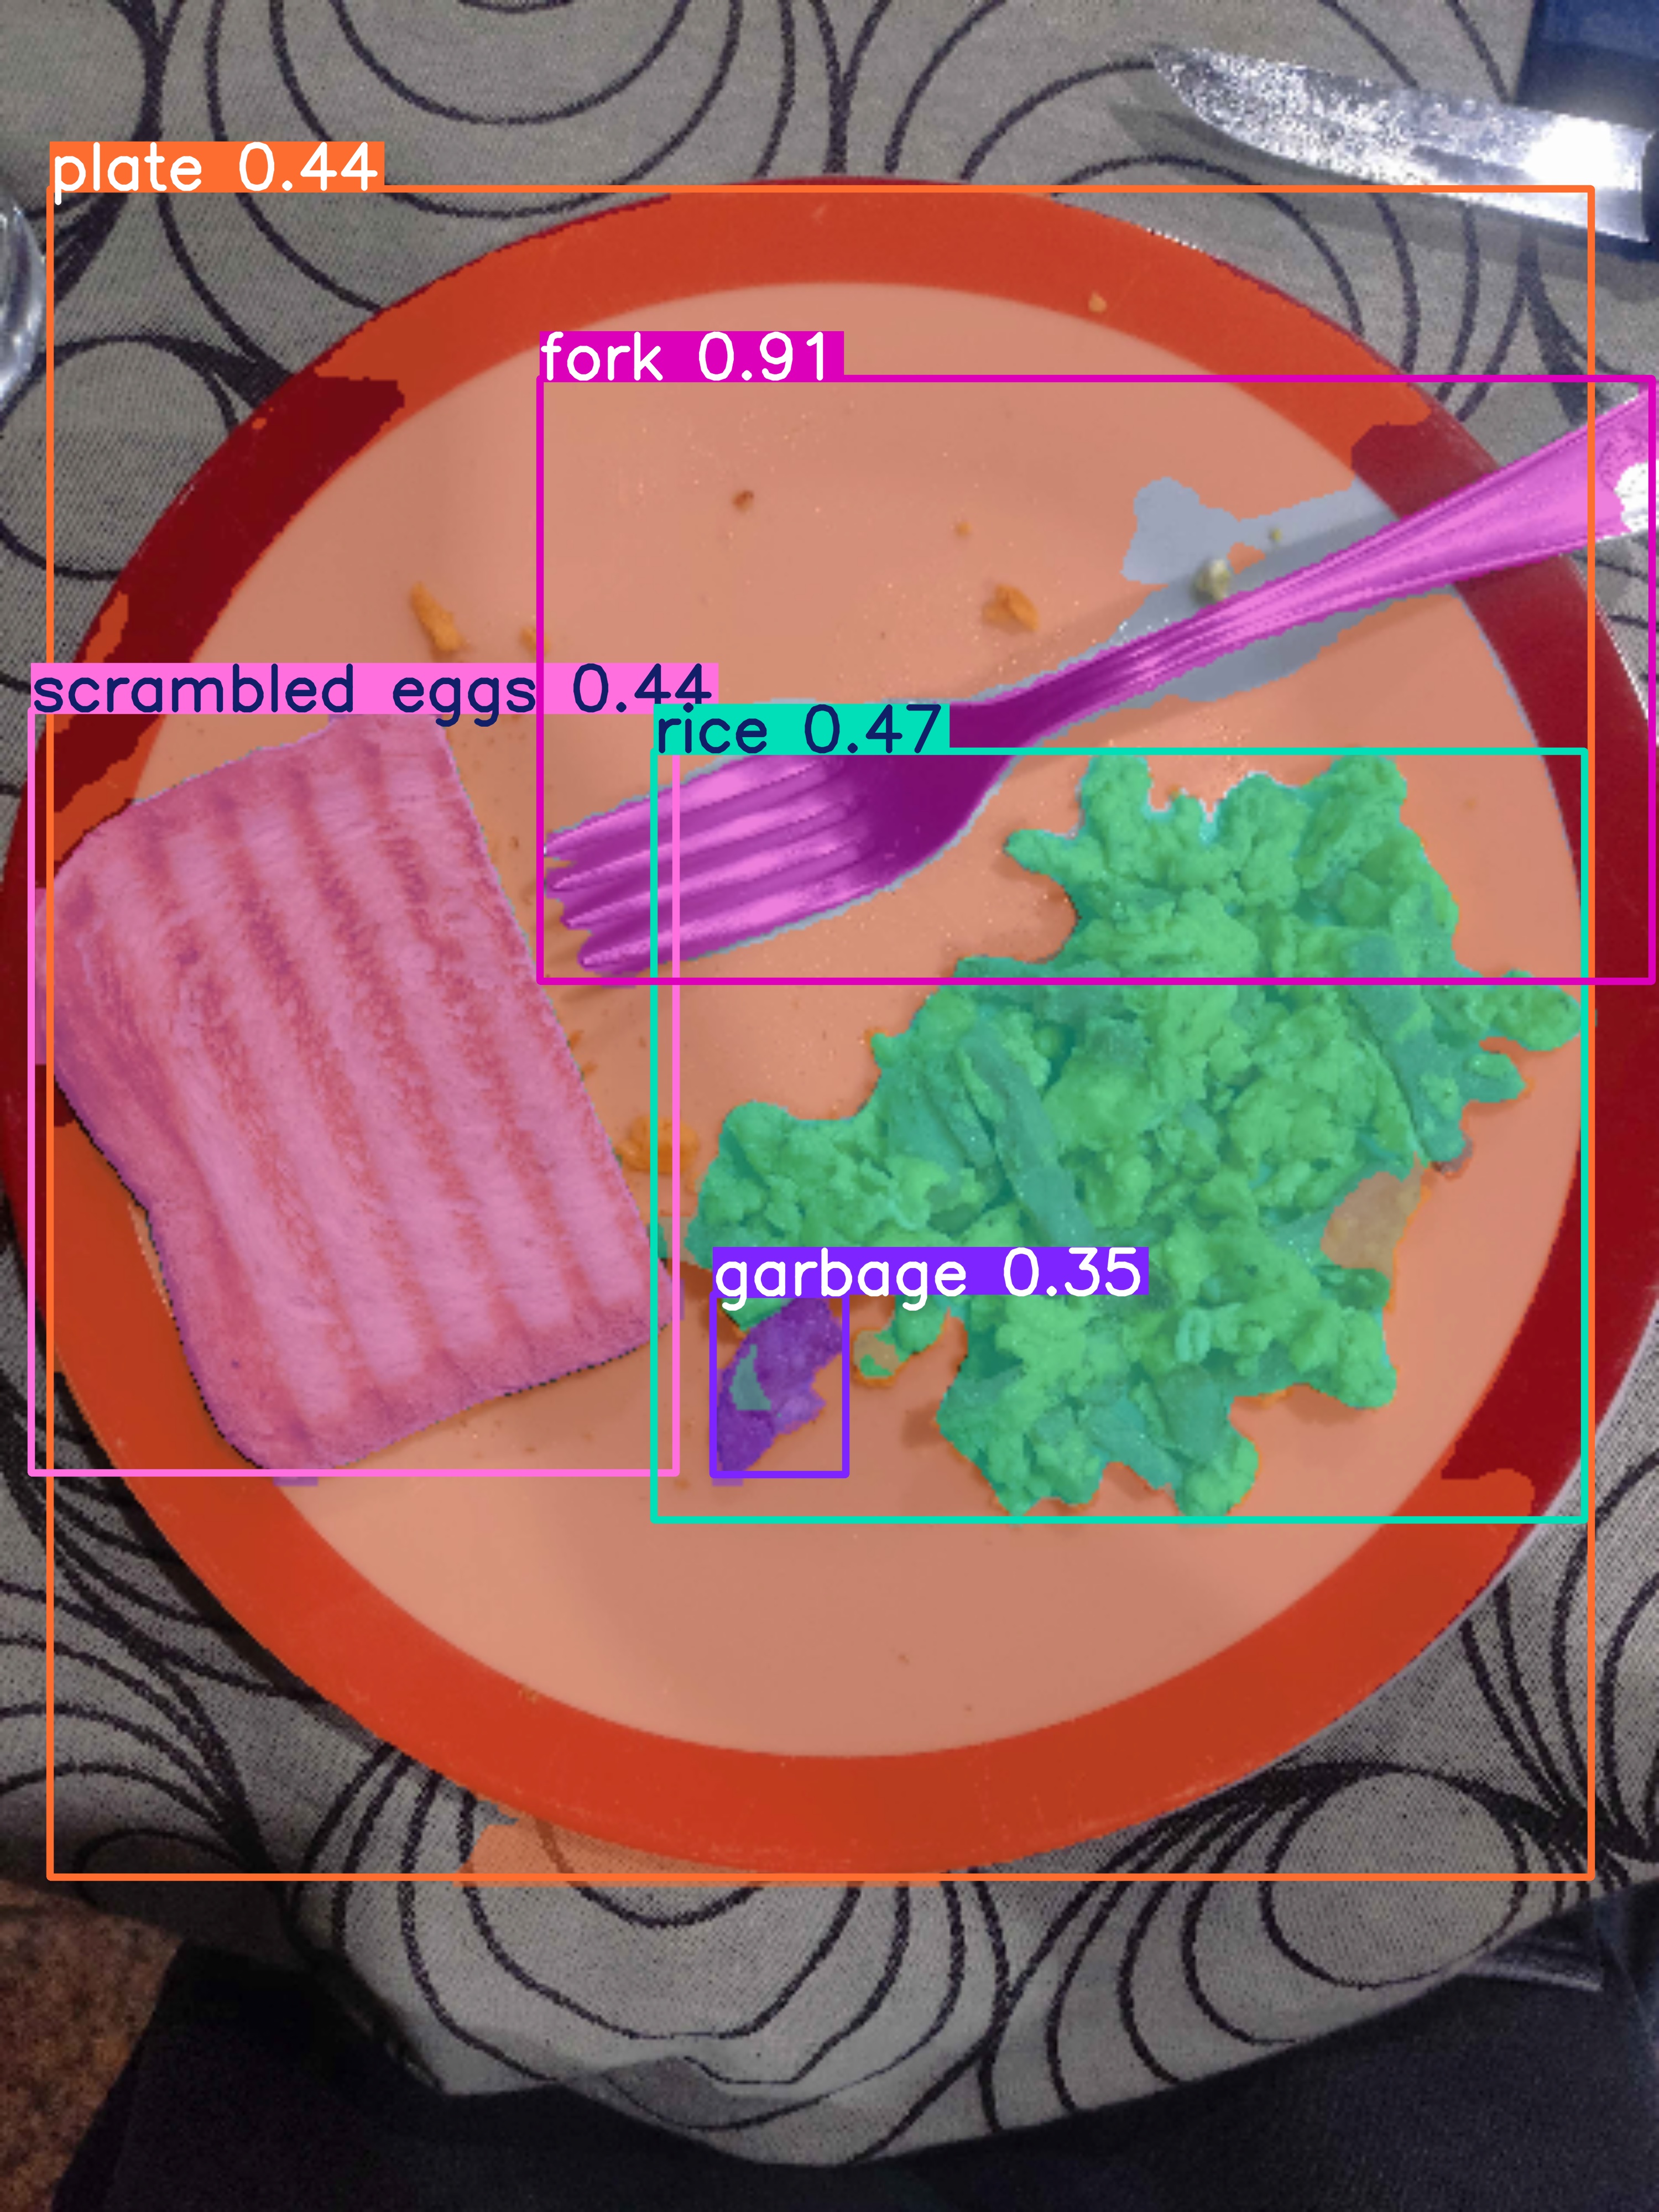 plate 0.44
fork 0.91
scrambled eggs 0.44
rice 0.47
garbage 0.35